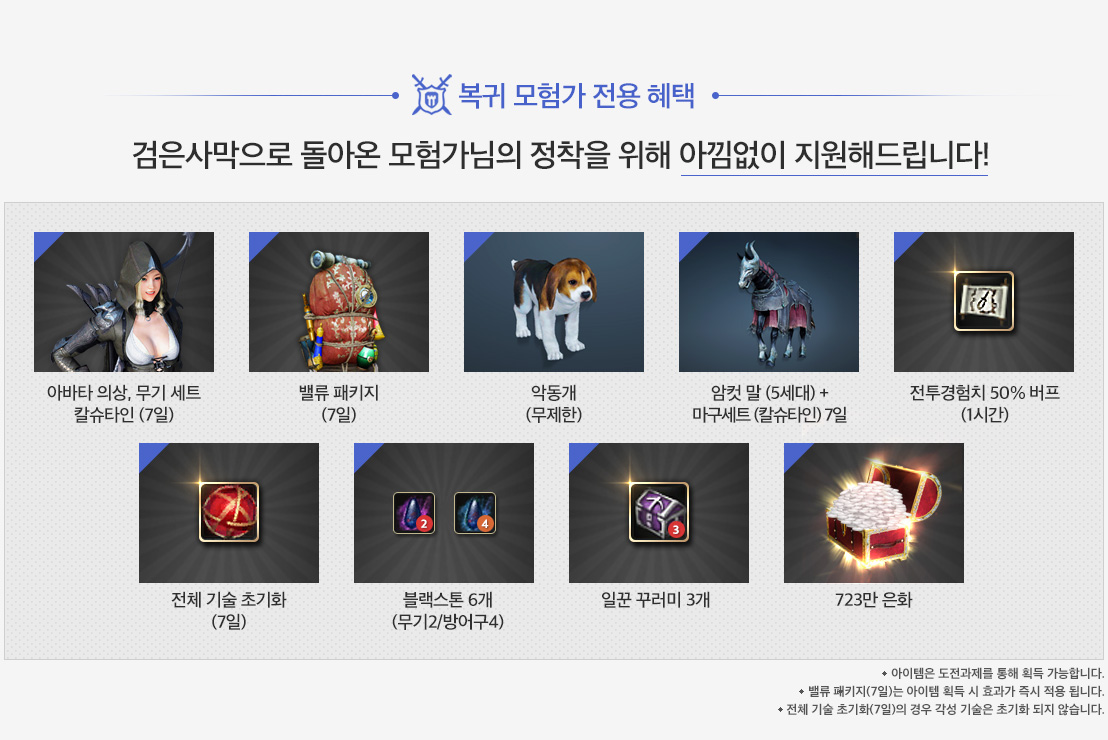 복귀 모험가 전용 혜택
검은사막으로 돌아온 모험가님의 정착을 위해 아낌없이 지원해드립니다!
아바타 의상, 무기 세트
칼슈타인 (7일)
밸류 패키지
(7일)
악동개
(무제한)
암컷 말 (5세대) +
마구세트 (칼슈타인) 7일
전투경험치 50% 버프
(1시간)
2
4
3
전체 기술 초기화
(7일)
블랙스톤 6개
(무기2/방어구4)
일꾼 꾸러미 3개
723만 은화
◆ 아이템은 도전과제를 통해 획득 가능합니다.
◆ 밸류 패키지(7일)는 아이템 획득 시 효과가 즉시 적용 됩니다.
◆ 전체 기술 초기화(7일)의 경우 각성 기술은 초기화 되지 않습니다.